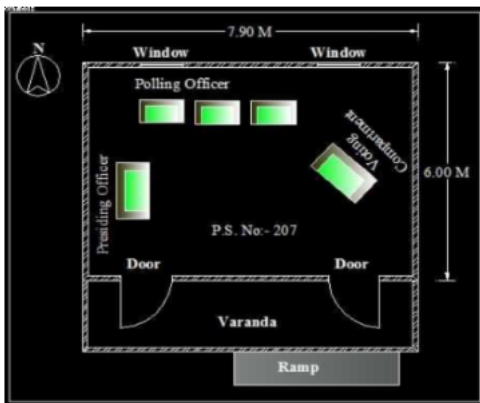 7.90 M
N
Window
Window
Polling Officer
Voting
Compartment
6.00 M
Presiding Officer
P.S. No:- 207
Door
Door
Varanda
Ramp